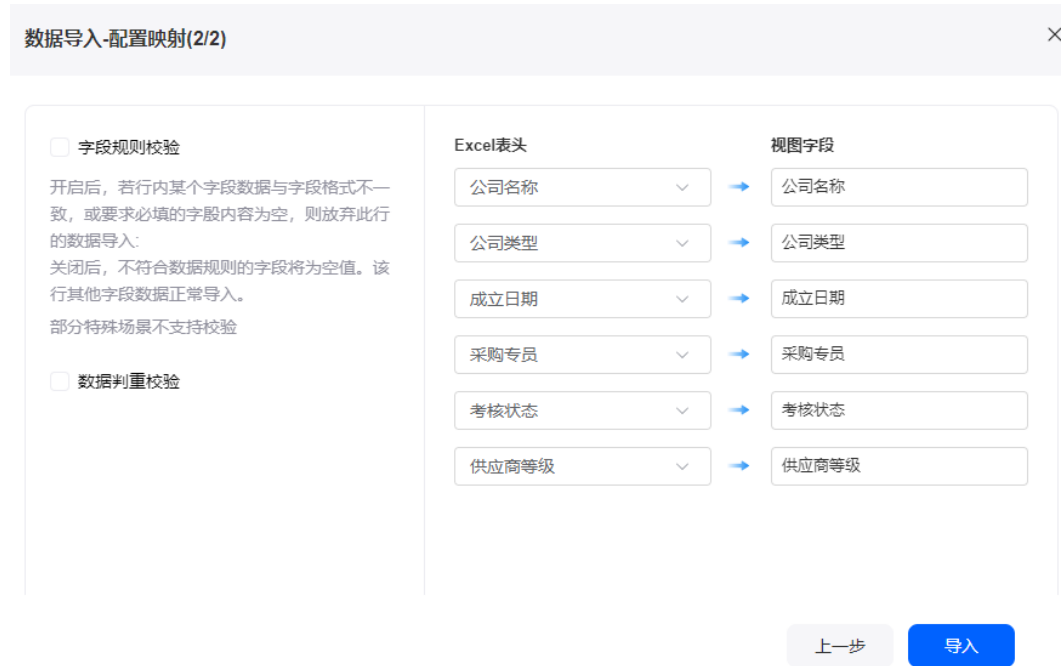 数据导入-配置映射(2/2)
字段规则校验
开启后，若行内某个字段数据与字段格式不一
致，或要求必填的字股内容为空，则放弃此行
的数据导入:
关闭后，不符合数据规则的字段将为空值。该
行其他字段数据正常导入。
部分特殊场景不支持校验
数据判重校验
Excel表头 视图字段
公司名称 公司名称
公司类型 公司类型
成立日期 成立日期
采购专员 采购专员
考核状态 考核状态
供应商等级 供应商等级
上一步 导入